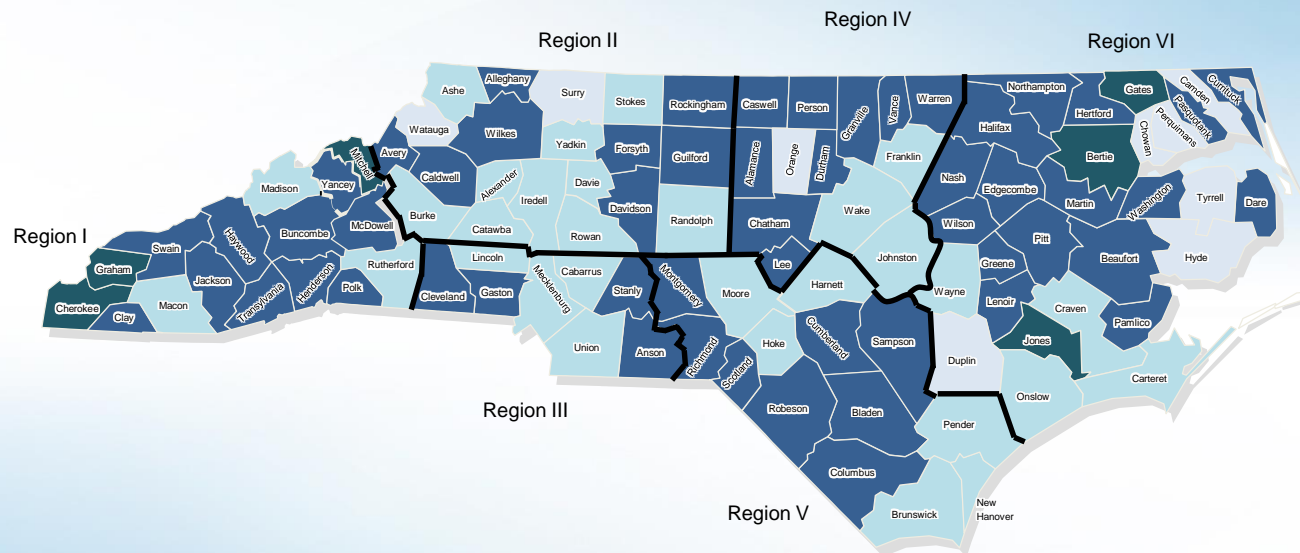 Region IV
Region II
Region VI
Alleghany
Ashe
Surry
Stokes
Rockingham
Caswell
Person
Granville
Vance
Warren
Northampton
Gates
Camden
Currituck
Pasquotank
Perquimans
Chowan
Hertford
Halifax
Watauga
Wilkes
Yadkin
Forsyth
Guilford
Alamance
Orange
Durham
Franklin
Bertie
Mitchell
Avery
Caldwell
Alexander
Iredell
Davie
Davidson
Randolph
Chatham
Wake
Nash
Edgecombe
Martin
Washington
Tyrrell
Dare
Madison
Yancey
Burke
Catawba
Rowan
McDowell
Buncombe
Haywood
Swain
Region I
Graham
Jackson
Cherokee
Clay
Macon
Transylvania
Henderson
Polk
Rutherford
Lincoln
Cleveland
Gaston
Mecklenburg
Cabarrus
Stanly
Montgomery
Moore
Lee
Harnett
Johnston
Wilson
Greene
Pitt
Beaufort
Hyde
Wayne
Lenoir
Craven
Pamlico
Jones
Union
Anson
Richmond
Scotland
Hoke
Cumberland
Sampson
Duplin
Onslow
Carteret
Region III
Robeson
Bladen
Pender
Columbus
Region V
Brunswick
New
Hanover